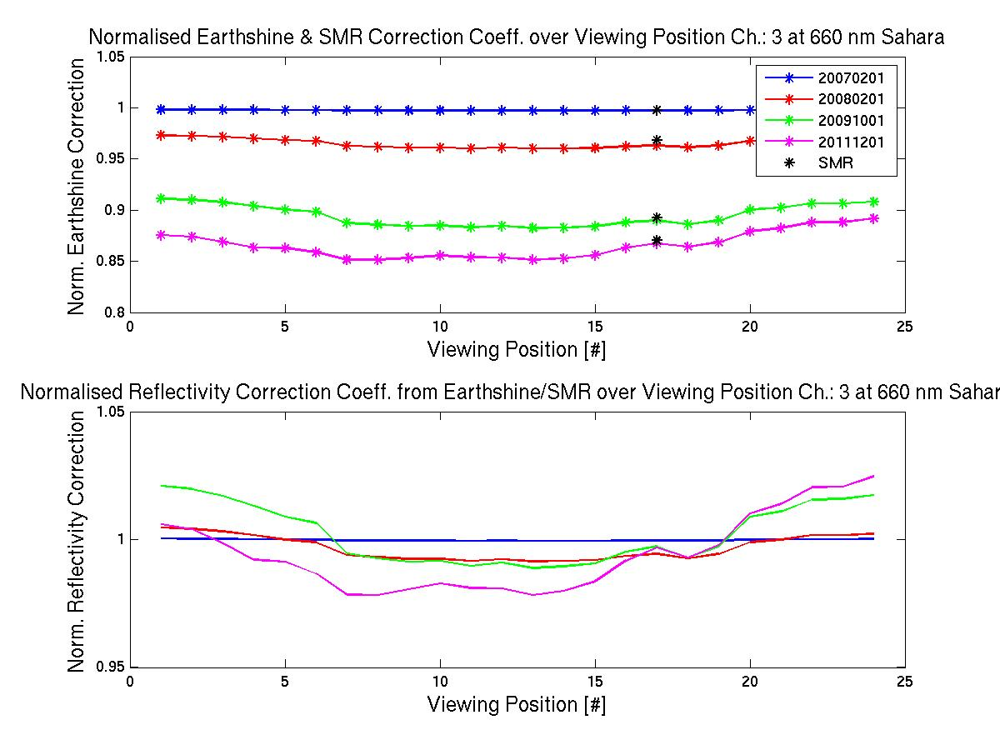 Normalised Earthshine & SMR Correction Coeff. over Viewing Position Ch.: 3 at 660 nm Sahara
Norm. Earthshine Correction
1.05
1
0.95
0.9
0.85
0.8
20070201
20080201
20091001
20111201
SMR
0 5 10 15 20 25
Viewing Position [#]
Normalised Reflectivity Correction Coeff. from Earthshine/SMR over Viewing Position Ch.: 3 at 660 nm Sahar
Norm. Reflectivity Correction
1.05
1
0.95
0 5 10 15 20 25
Viewing Position [#]